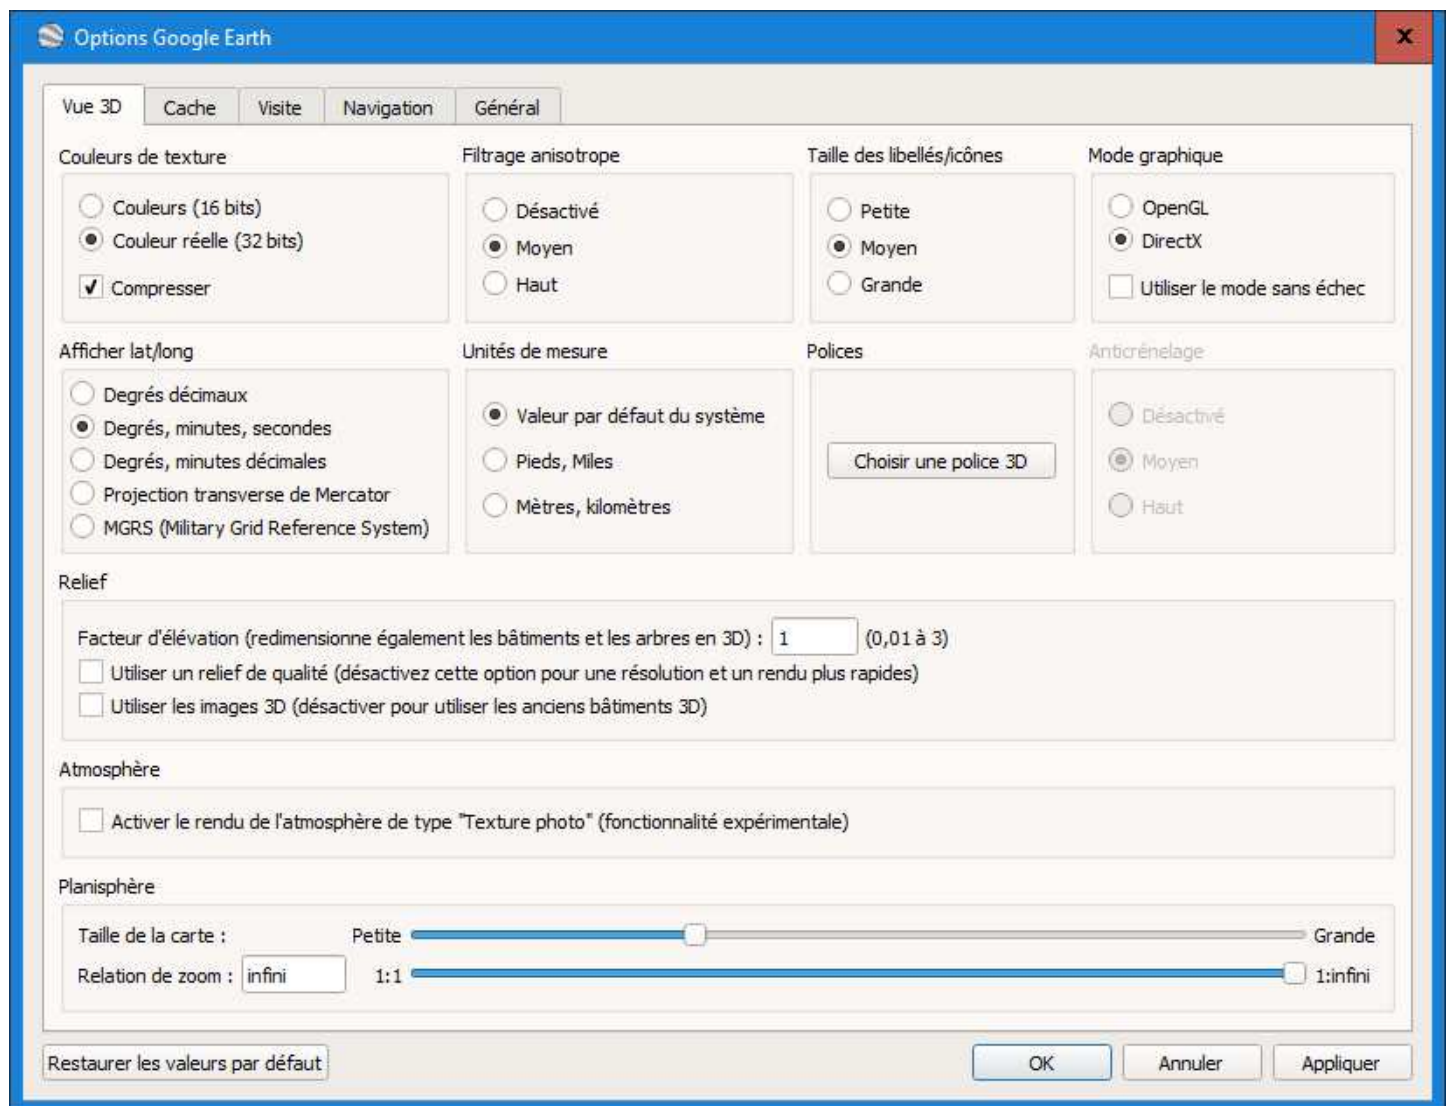 Options Google Earth
Vue 3D
Cache
Visite
Navigation
Général
Couleurs de texture
Couleurs (16 bits)
Couleur réelle (32 bits)
Compresser
Filtrage anisotrope
Désactivé
Moyen
Haut
Taille des libellés/icônes
Petite
Moyen
Grande
Mode graphique
OpenGL
DirectX
Utiliser le mode sans échec
Afficher lat/long
Degrés décimaux
Degrés, minutes, secondes
Degrés, minutes décimales
Projection transverse de Mercator
MGRS (Military Grid Reference System)
Unités de mesure
Valeur par défaut du système
Pieds, Miles
Mètres, kilomètres
Polices
Choisir une police 3D
Anticrénelage
Désactivé
Moyen
Haut
Relief
Facteur d'élévation (redimensionne également les bâtiments et les arbres en 3D) : 1 (0,01 à 3)
Utiliser un relief de qualité (désactivez cette option pour une résolution et un rendu plus rapides)
Utiliser les images 3D (désactiver pour utiliser les anciens bâtiments 3D)
Atmosphère
Activer le rendu de l'atmosphère de type "Texture photo" (fonctionnalité expérimentale)
Planisphère
Taille de la carte : Petite Grande
Relation de zoom : infini 1:1 1:infini
Restaurer les valeurs par défaut
OK
Annuler
Appliquer